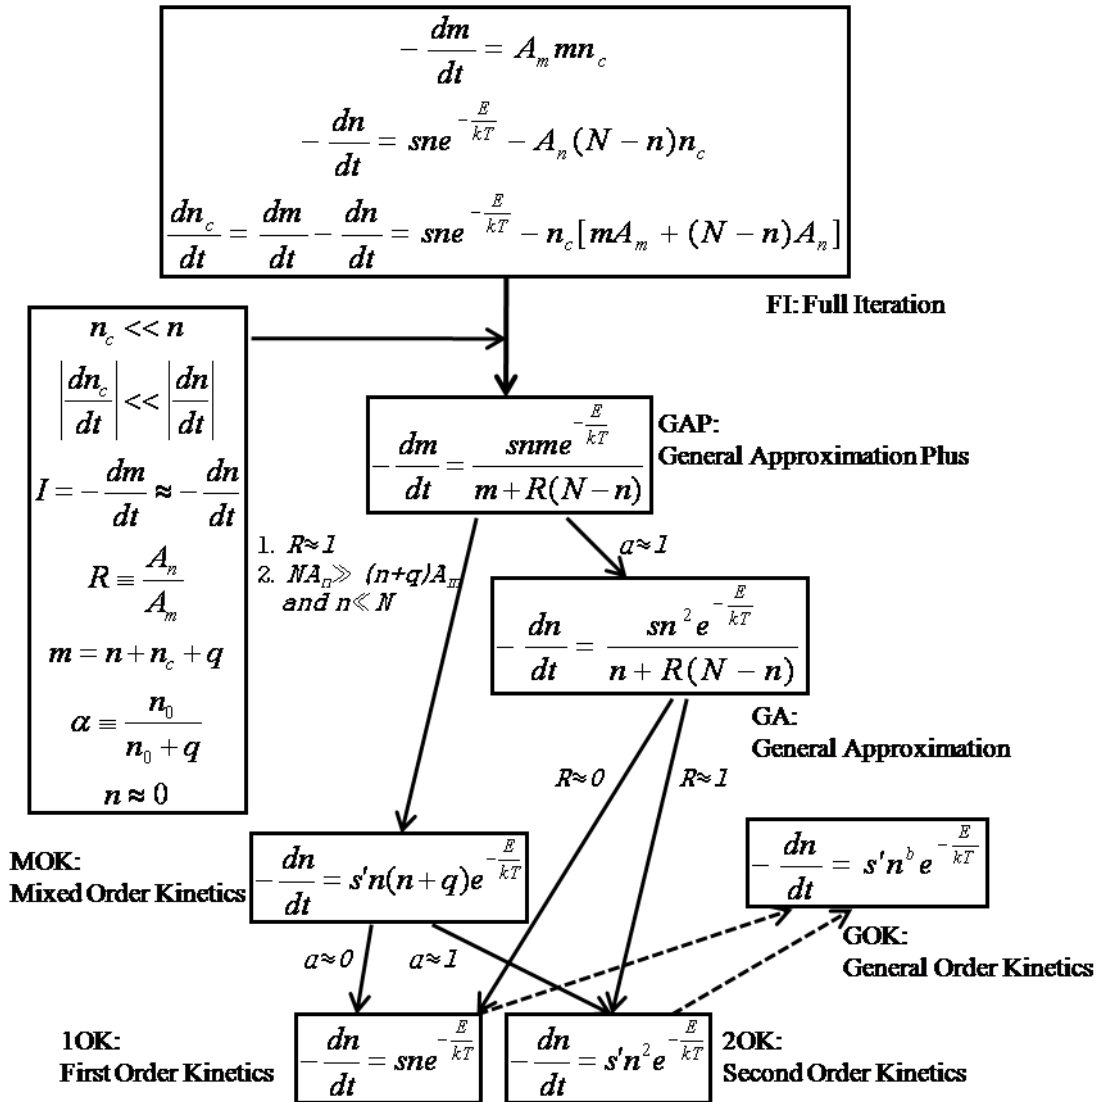 −dm/dt = A_m mn_c
−dn/dt = sne^{−E/kT} − A_n(N−n)n_c
dn_c/dt = dm/dt − dn/dt = sne^{−E/kT} − n_c[mA_m + (N−n)A_n]
FI: Full Iteration
n_c << n
|dn_c/dt| << |dn/dt|
I = −dm/dt ≈ −dn/dt
R ≡ A_n/A_m
m = n + n_c + q
α ≡ n_0/(n_0 + q)
n ≈ 0
−dm/dt = snme^{−E/kT}/(m + R(N−n))
GAP:
General Approximation Plus
1. R≈1
2. NA_n≫ (n+q)A_m
and n≪ N
a≈1
−dn/dt = sn^2 e^{−E/kT}/(n + R(N−n))
GA:
General Approximation
R≈0
R≈1
MOK:
Mixed Order Kinetics
−dn/dt = s'n(n+q)e^{−E/kT}
−dn/dt = s'n^b e^{−E/kT}
GOK:
General Order Kinetics
a≈0
a≈1
1OK:
First Order Kinetics
−dn/dt = sne^{−E/kT}
−dn/dt = s'n^2 e^{−E/kT}
2OK:
Second Order Kinetics